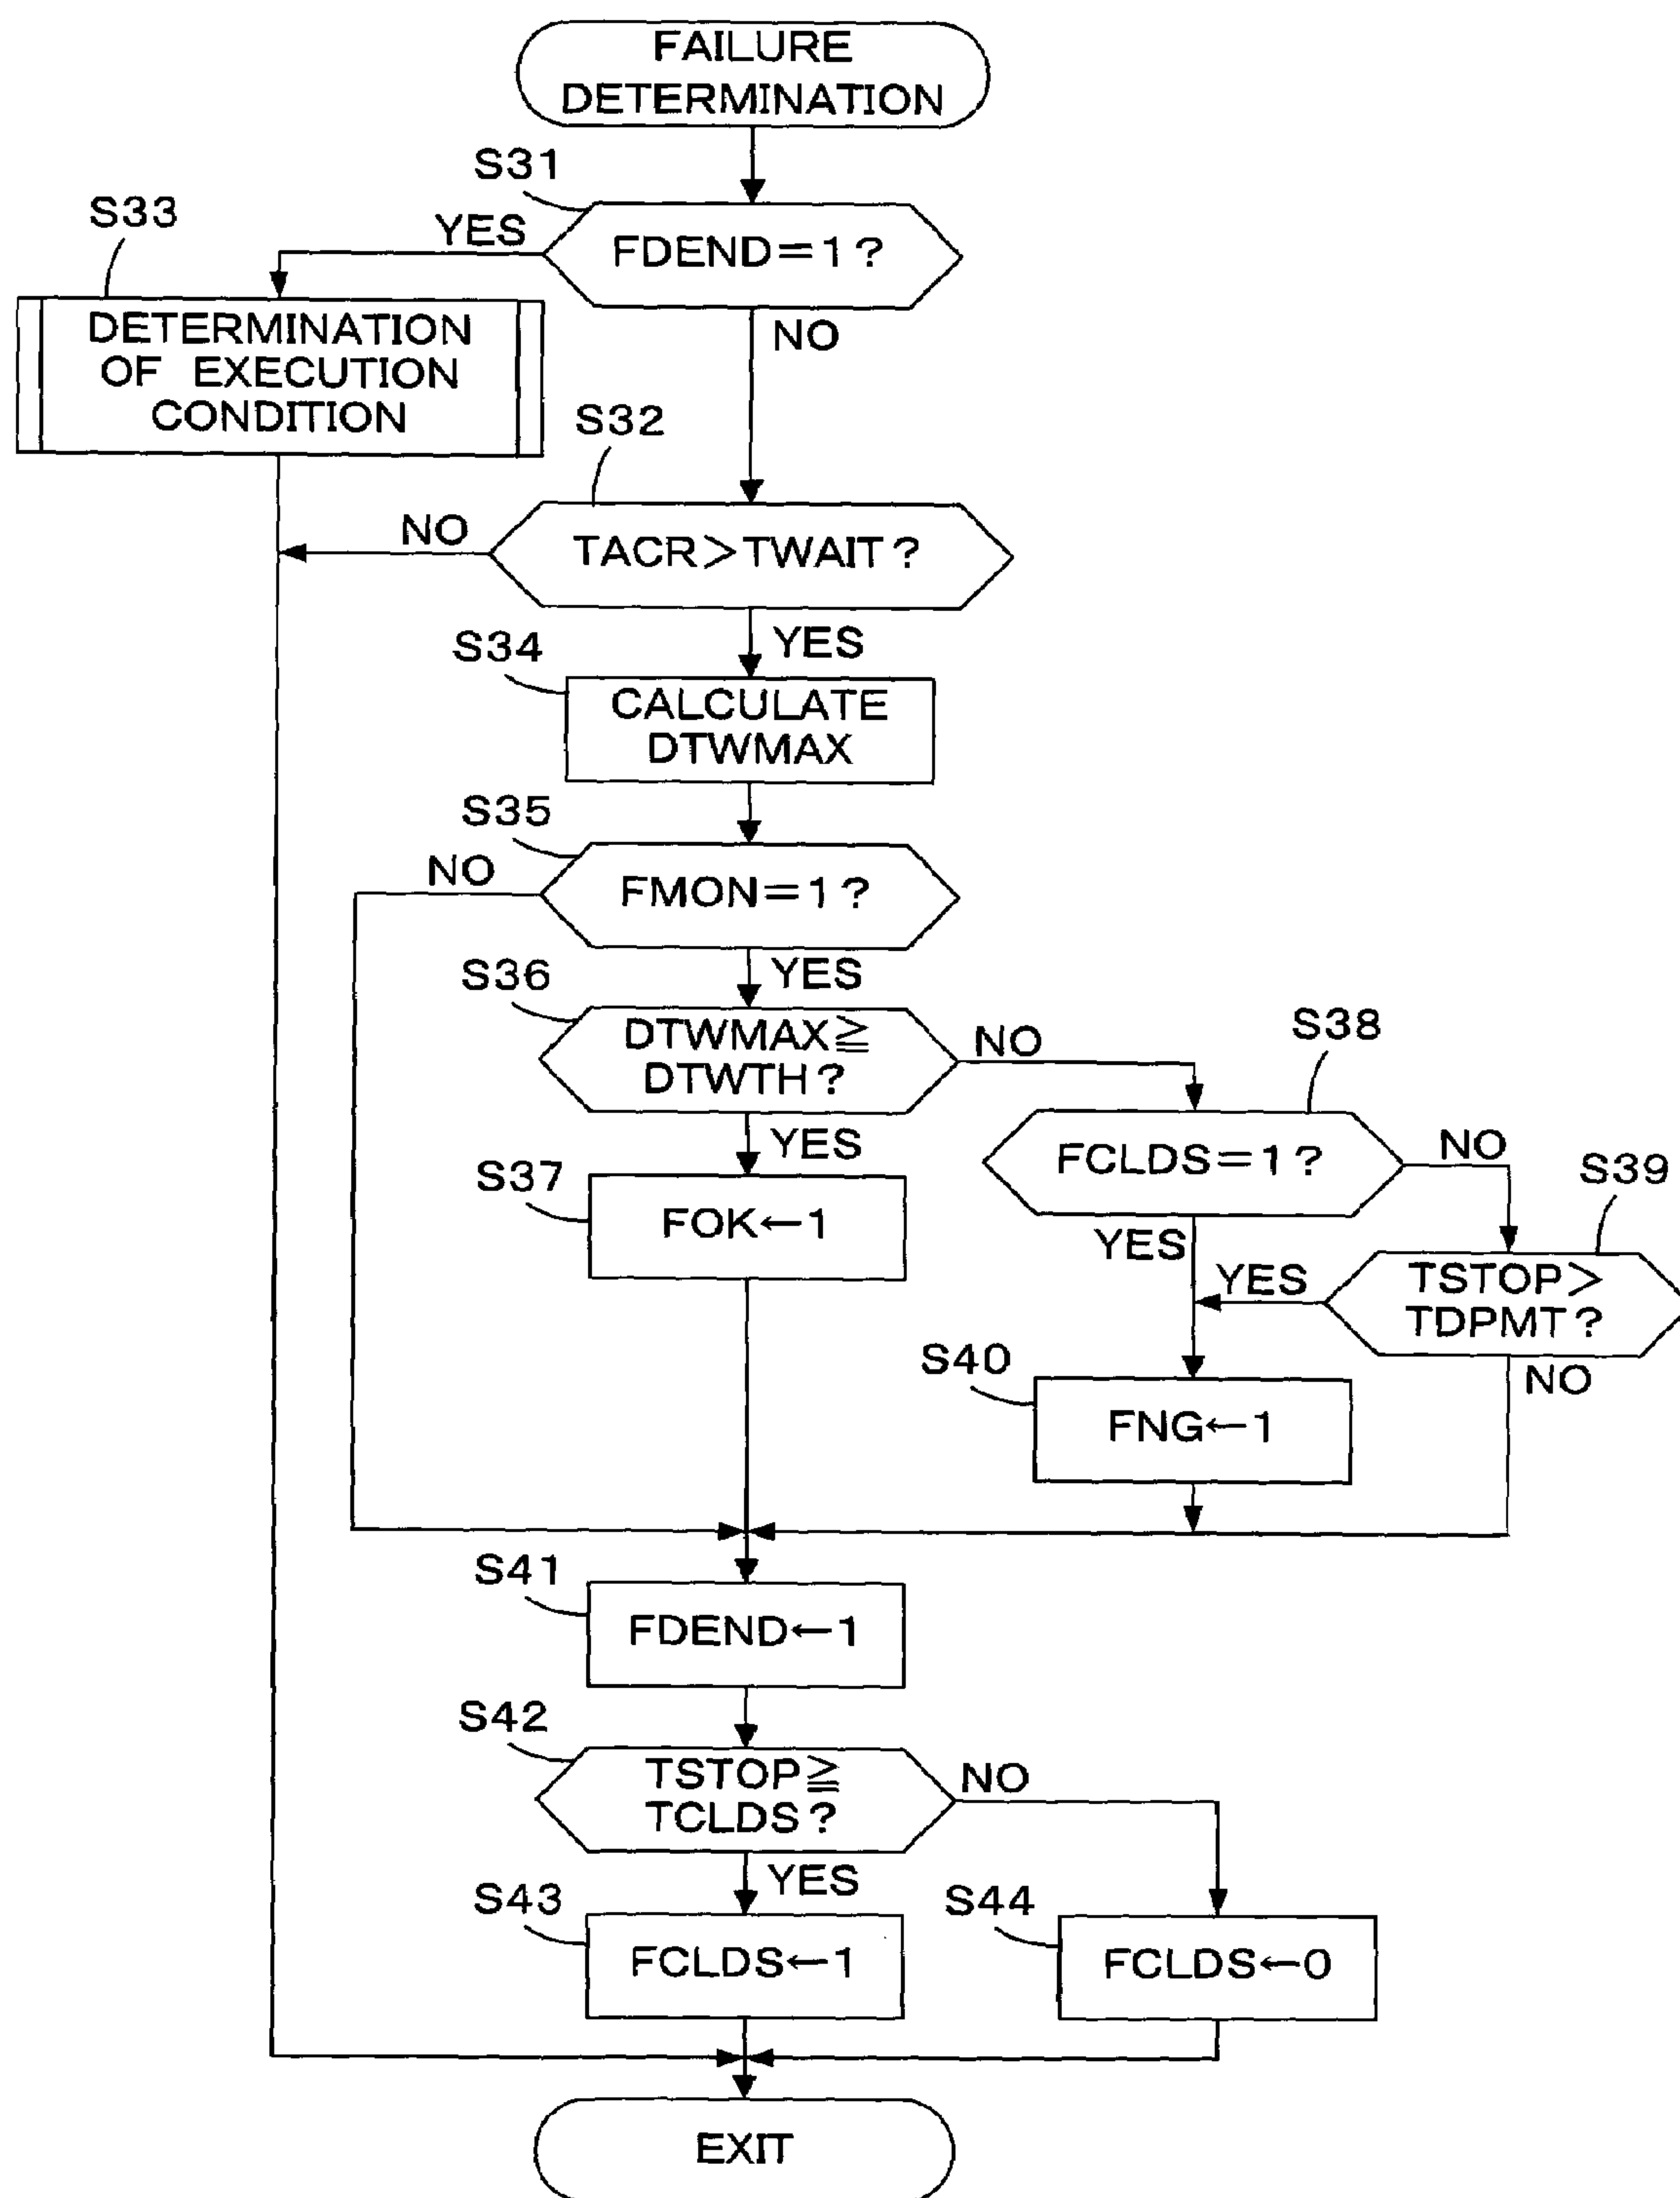 FAILURE
DETERMINATION
S31
YES
FDEND=1?
NO
S33
DETERMINATION
OF EXECUTION
CONDITION
S32
NO
TACR>TWAIT?
YES
S34
CALCULATE
DTWMAX
S35
NO
FMON=1?
YES
S36
DTWMAX≧
DTWTH?
NO
YES
S37
FOK←1
S38
FCLDS=1?
NO
YES
S39
TSTOP>
TDPMT?
YES
NO
S40
FNG←1
S41
FDEND←1
S42
TSTOP≧
TCLDS?
NO
YES
S43
FCLDS←1
S44
FCLDS←0
EXIT